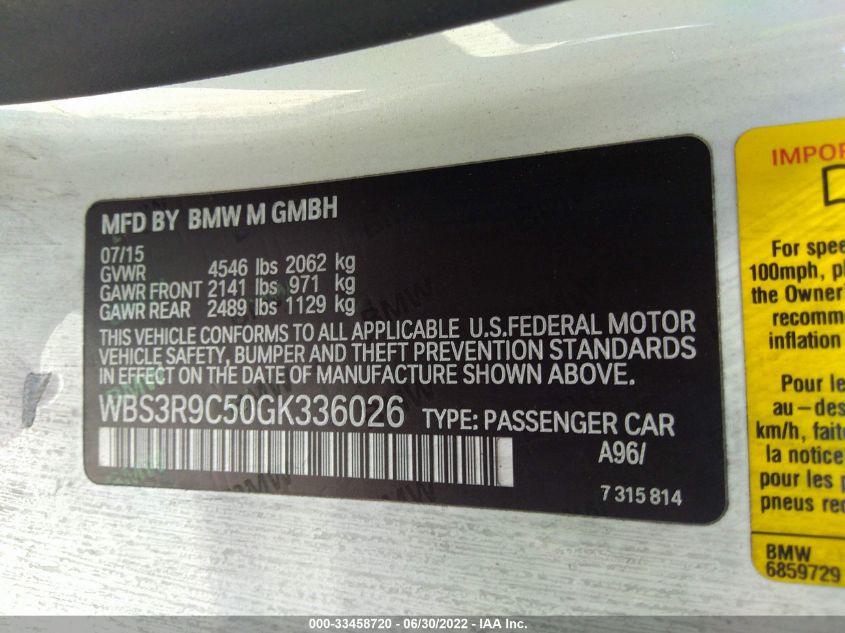 MFD BY BMW M GMBH
07/15
GVWR 4546 lbs 2062 kg
GAWR FRONT 2141 lbs 971 kg
GAWR REAR 2489 lbs 1129 kg
THIS VEHICLE CONFORMS TO ALL APPLICABLE U.S.FEDERAL MOTOR
VEHICLE SAFETY, BUMPER AND THEFT PREVENTION STANDARDS
IN EFFECT ON THE DATE OF MANUFACTURE SHOWN ABOVE.
WBS3R9C50GK336026 TYPE: PASSENGER CAR
A96/
7 315 814
IMPOR
For spee
100mph, pl
the Owner'
recomm
inflation
Pour le
au-des
km/h, faite
la notice
pour les p
pneus rec
BMW
6859729
000-33458720 - 06/30/2022 - IAA Inc.